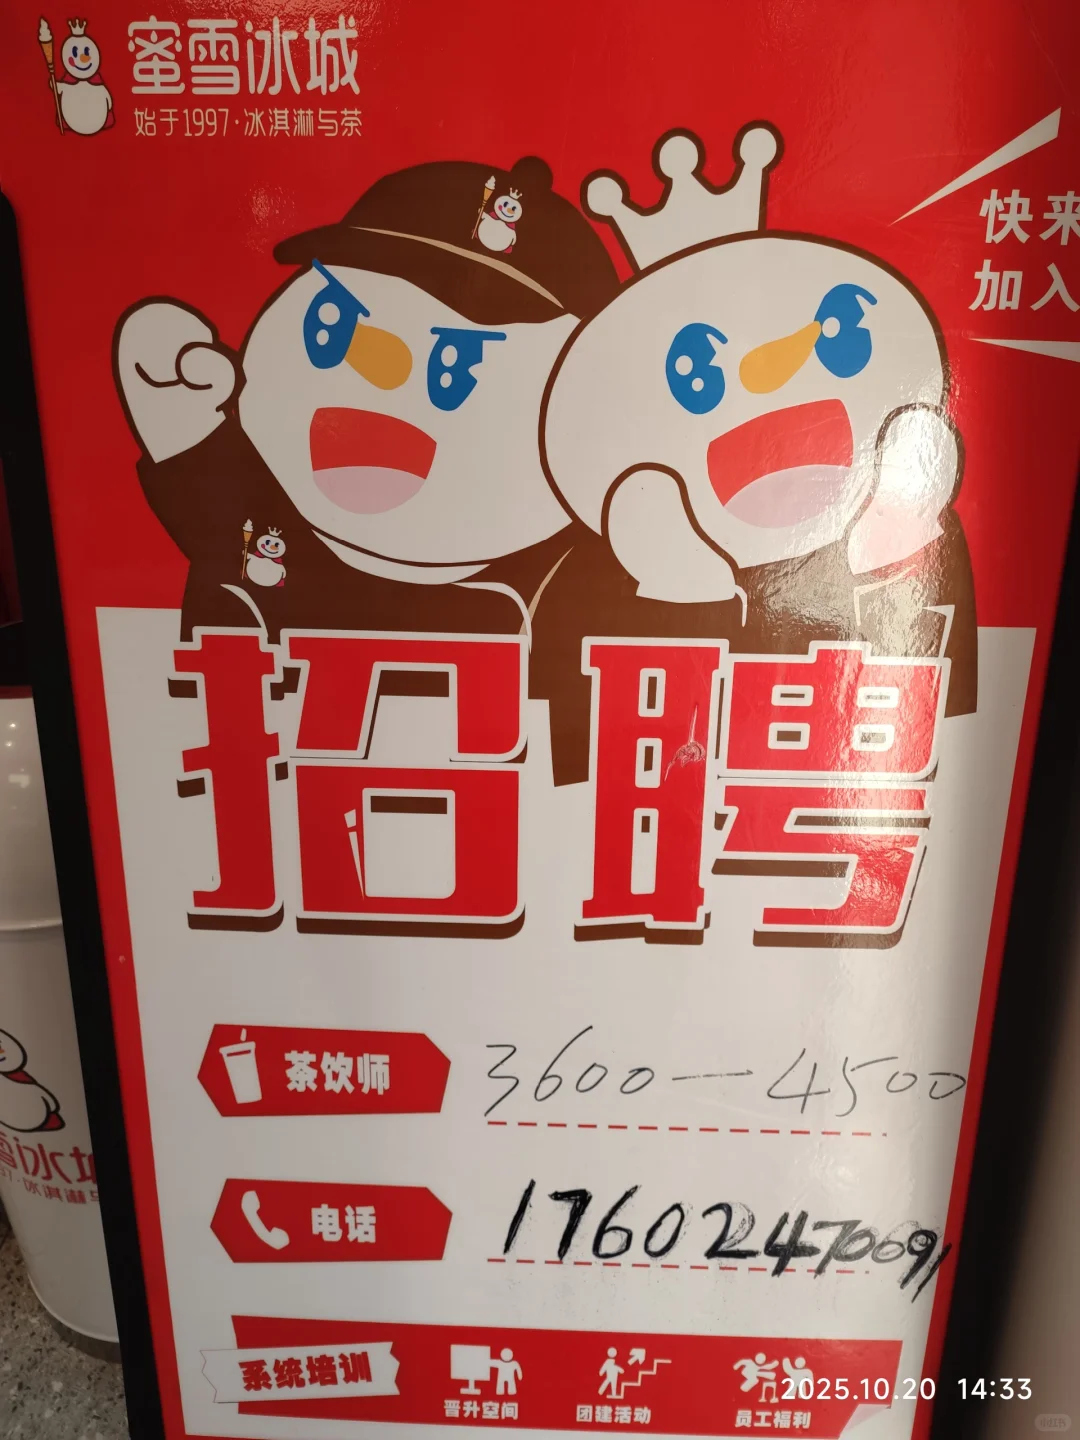 蜜雪冰城
始于1997·冰淇淋与茶
快来
加入
招聘
茶饮师 3600—4500
电话
系统培训
晋升空间 团建活动 员工福利
2025.10.20 14:33